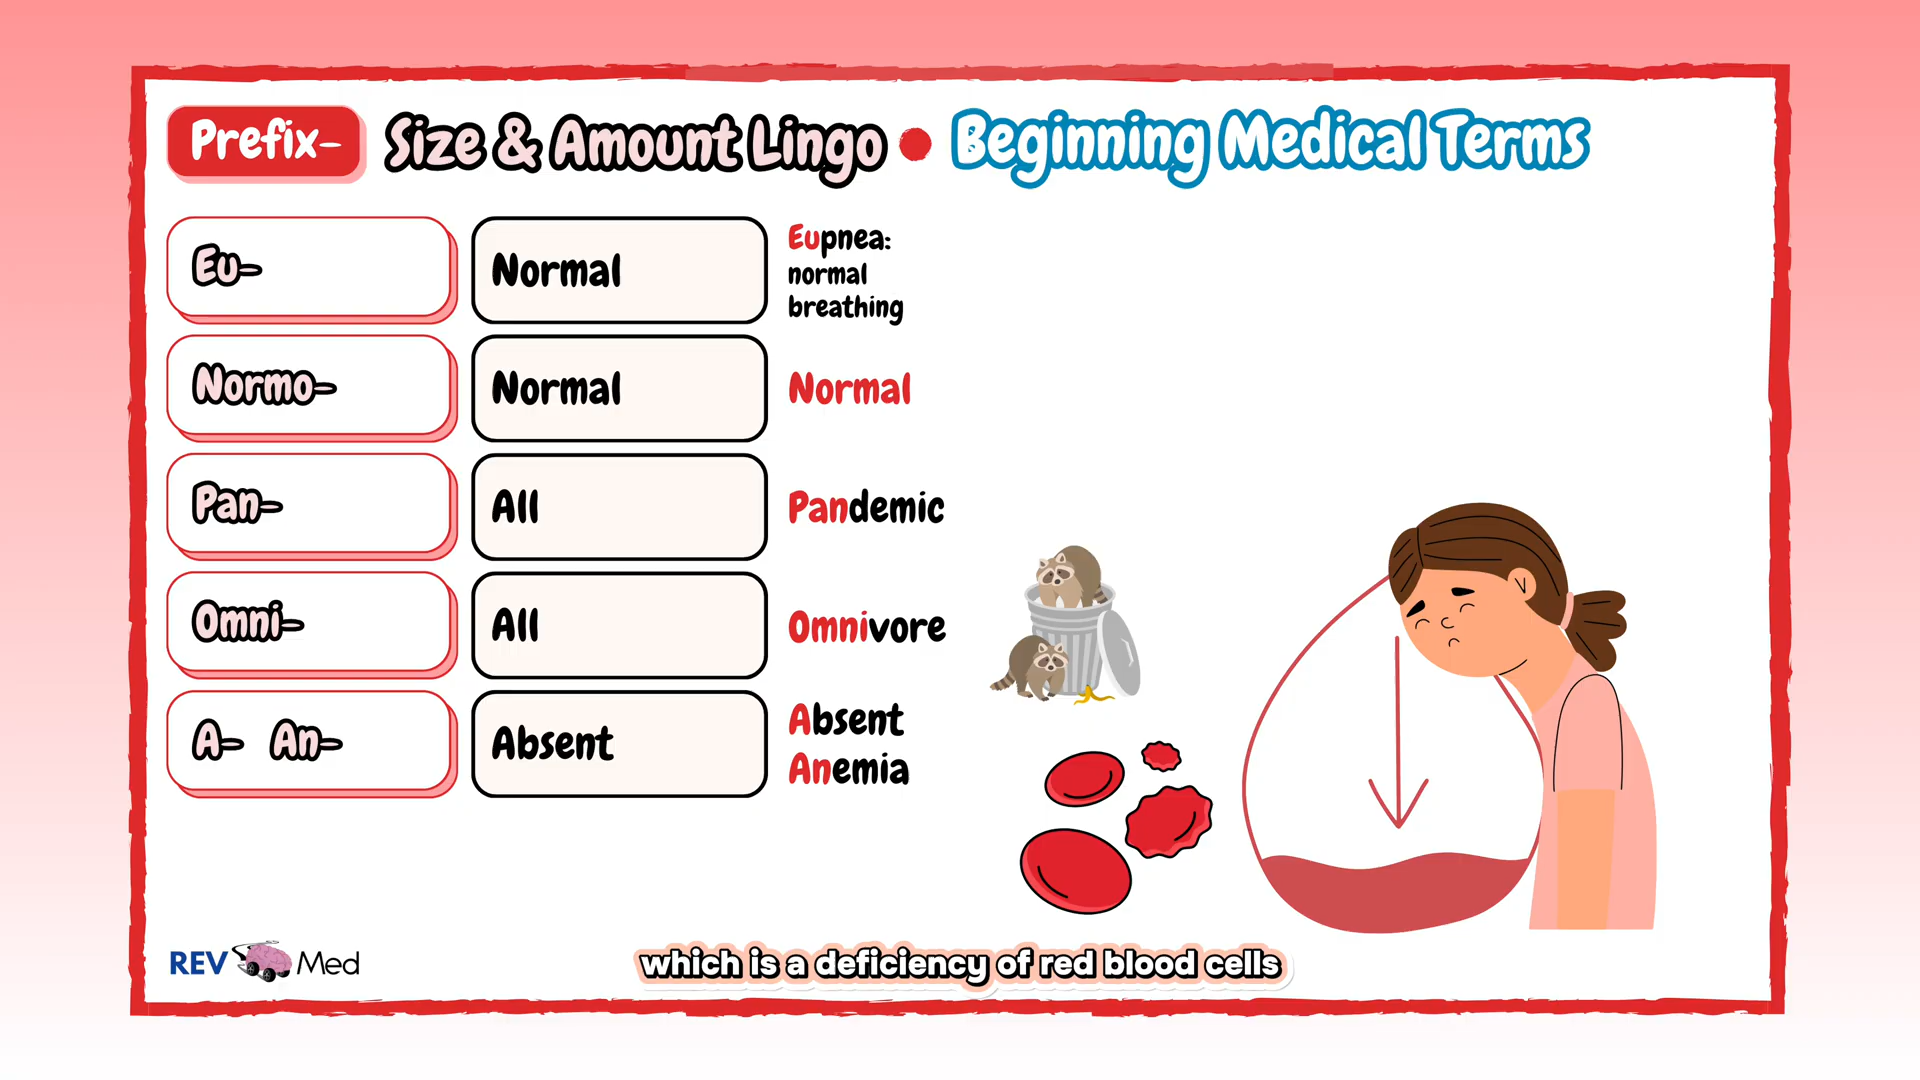 Prefix- Size & Amount Lingo Beginning Medical Terms
Eu- Normal Eupnea:
normal
breathing
Normo- Normal Normal
Pan- All Pandemic
Omni- All Omnivore
A- An- Absent Absent
Anemia
REV Med
which is a deficiency of red blood cells